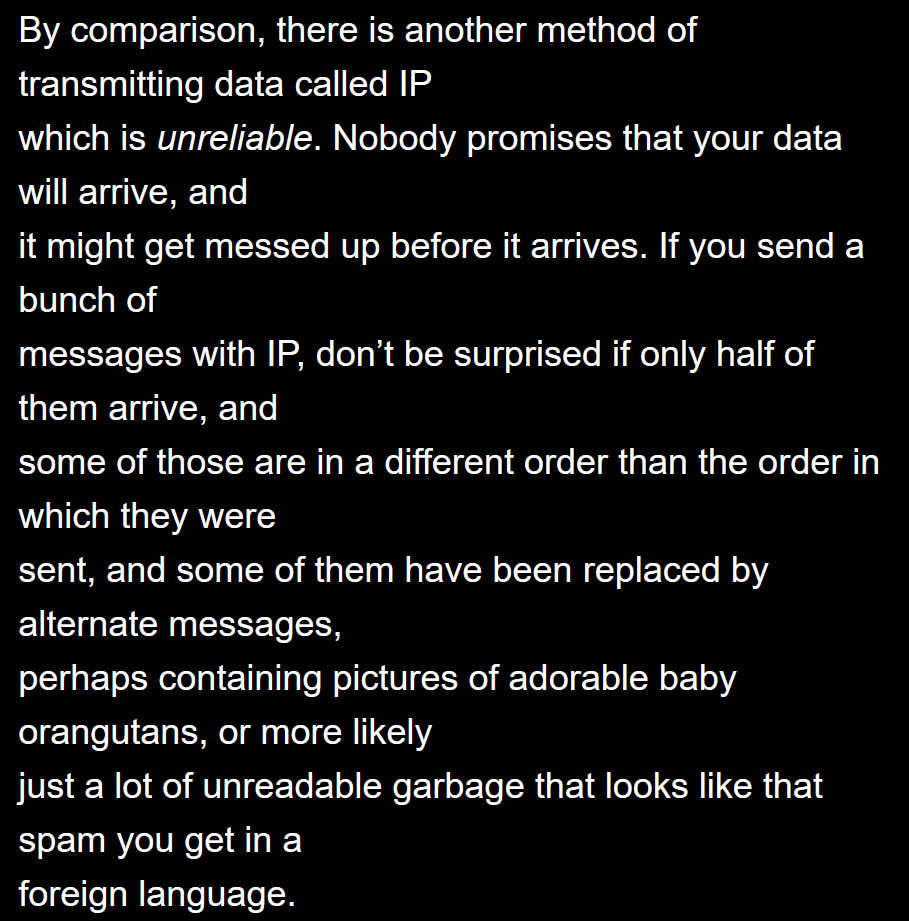 By comparison, there is another method of
transmitting data called IP
which is unreliable. Nobody promises that your data
will arrive, and
it might get messed up before it arrives. If you send a
bunch of
messages with IP, don’t be surprised if only half of
them arrive, and
some of those are in a different order than the order in
which they were
sent, and some of them have been replaced by
alternate messages,
perhaps containing pictures of adorable baby
orangutans, or more likely
just a lot of unreadable garbage that looks like that
spam you get in a
foreign language.